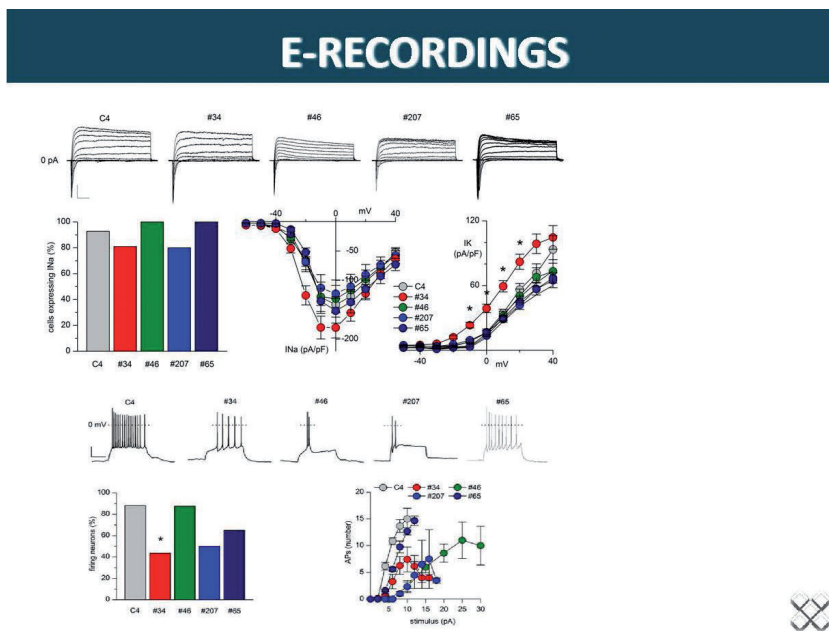 E-RECORDINGS
C4 #34 #46 #207 #65
0 pA
cells expressing INa (%)
100
80
60
40
20
0
C4 #34 #46 #207 #65
mV
-40 0 40
-50
-100
-200
INa (pA/pF)
C4
#34
#46
#207
#65
120
IK
(pA/pF)
60
* * * *
-40 0 40
mV
C4 #34 #46 #207 #65
0 mV
firing neurons (%)
100
80
60
40
20
0
*
C4 #34 #46 #207 #65
C4 #34 #46
#207 #65
APs (number)
20
15
10
5
0
5 10 15 20 25 30
stimulus (pA)